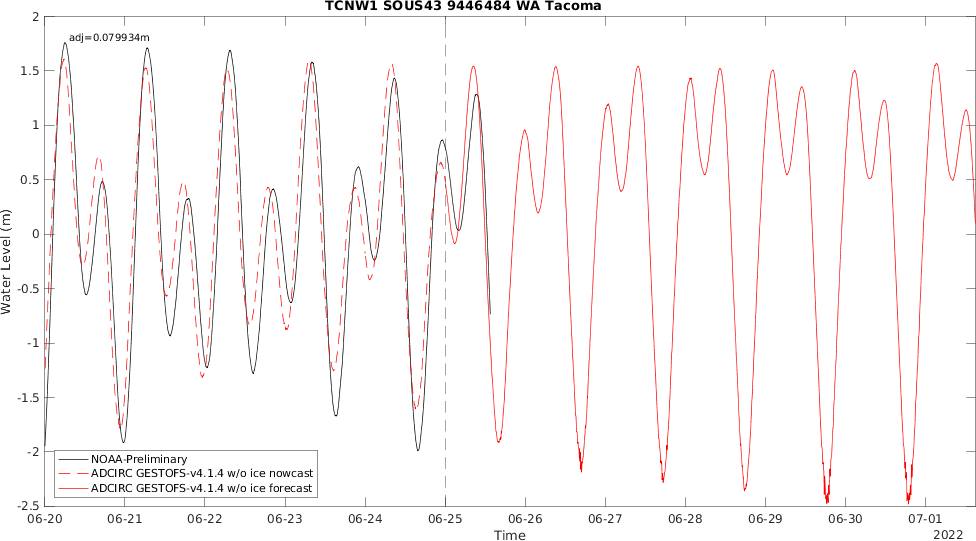 TCNW1 SOUS43 9446484 WA Tacoma
adj=0.079934m
2
1.5
1
0.5
0
-0.5
-1
-1.5
-2
-2.5
Water Level (m)
NOAA-Preliminary
ADCIRC GESTOFS-v4.1.4 w/o ice nowcast
ADCIRC GESTOFS-v4.1.4 w/o ice forecast
06-20 06-21 06-22 06-23 06-24 06-25 06-26 06-27 06-28 06-29 06-30 07-01
Time
2022